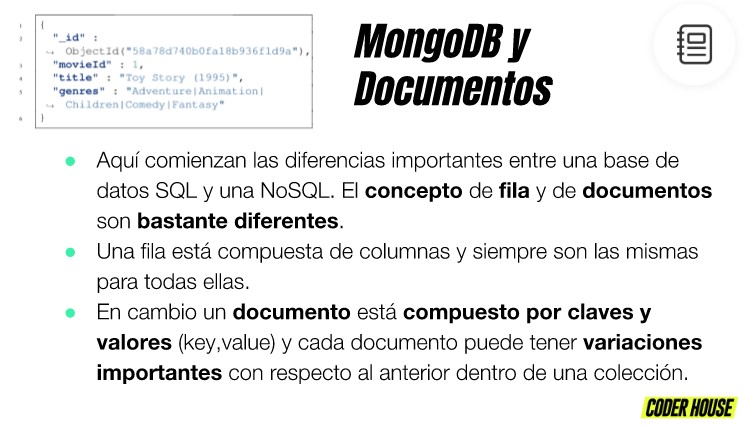 1 {
2 "_id" :
↪ ObjectId("58a78d740b0fa18b936f1d9a"),
3 "movieId" : 1,
4 "title" : "Toy Story (1995)",
5 "genres" : "Adventure|Animation|
↪ Children|Comedy|Fantasy"
6 }
MongoDB y
Documentos
● Aquí comienzan las diferencias importantes entre una base de
datos SQL y una NoSQL. El concepto de fila y de documentos
son bastante diferentes.
● Una fila está compuesta de columnas y siempre son las mismas
para todas ellas.
● En cambio un documento está compuesto por claves y
valores (key,value) y cada documento puede tener variaciones
importantes con respecto al anterior dentro de una colección.
CODER HOUSE